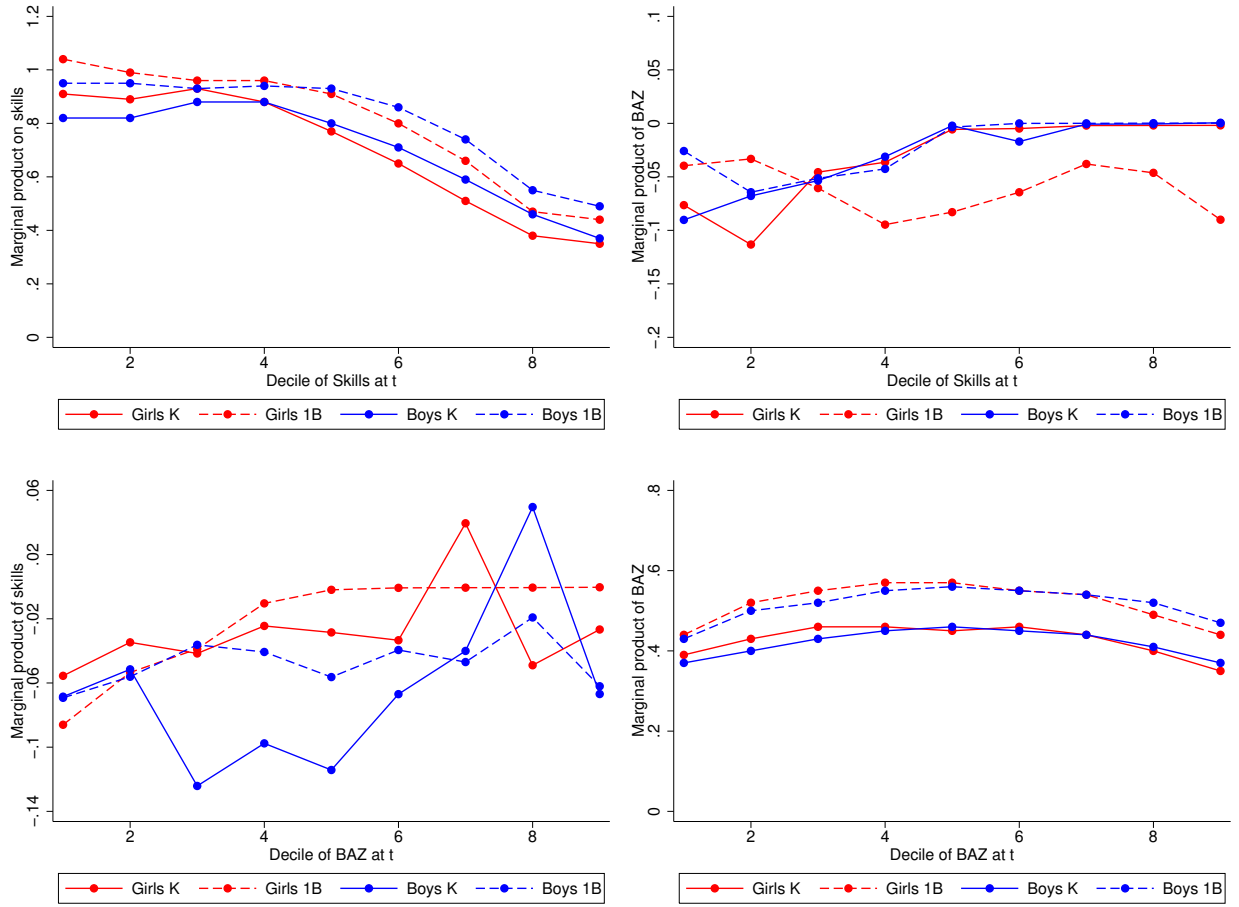 Marginal product on skills
0 .2 .4 .6 .8 1 1.2
2 4 6 8
Decile of Skills at t
Girls K Girls 1B Boys K Boys 1B
Marginal product of BAZ
-.2 -.15 -.1 -.05 0 .05 .1
2 4 6 8
Decile of Skills at t
Girls K Girls 1B Boys K Boys 1B
Marginal product of skills
-.14 -.1 -.06 -.02 .02 .06
2 4 6 8
Decile of BAZ at t
Girls K Girls 1B Boys K Boys 1B
Marginal product of BAZ
0 .2 .4 .6 .8
2 4 6 8
Decile of BAZ at t
Girls K Girls 1B Boys K Boys 1B